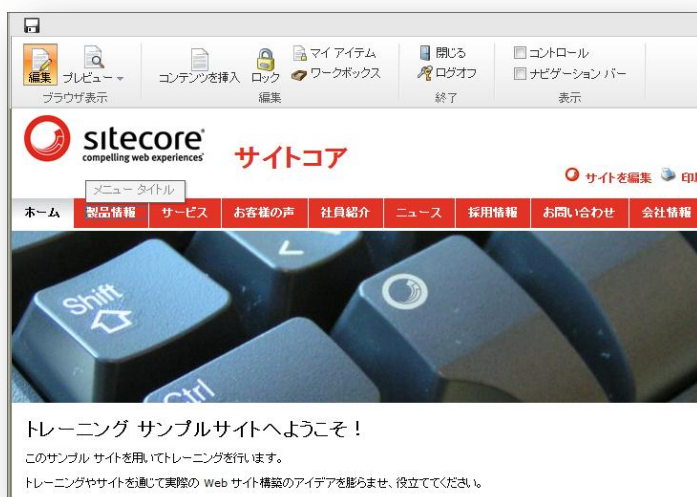 編集
プレビュー
ブラウザ表示
コンテンツを挿入
ロック
マイ アイテム
ワークボックス
編集
閉じる
ログオフ
終了
コントロール
ナビゲーション バー
表示
sitecore
compelling web experiences
サイトコア
サイトを編集
メニュー タイトル
ホーム
製品情報
サービス
お客様の声
社員紹介
ニュース
採用情報
お問い合わせ
会社情報
Shift
Ctrl
トレーニング サンプルサイトへようこそ！
このサンプル サイトを用いてトレーニングを行います。
トレーニングやサイトを通じて実際の Web サイト構築のアイデアを膨らませ、役立ててください。